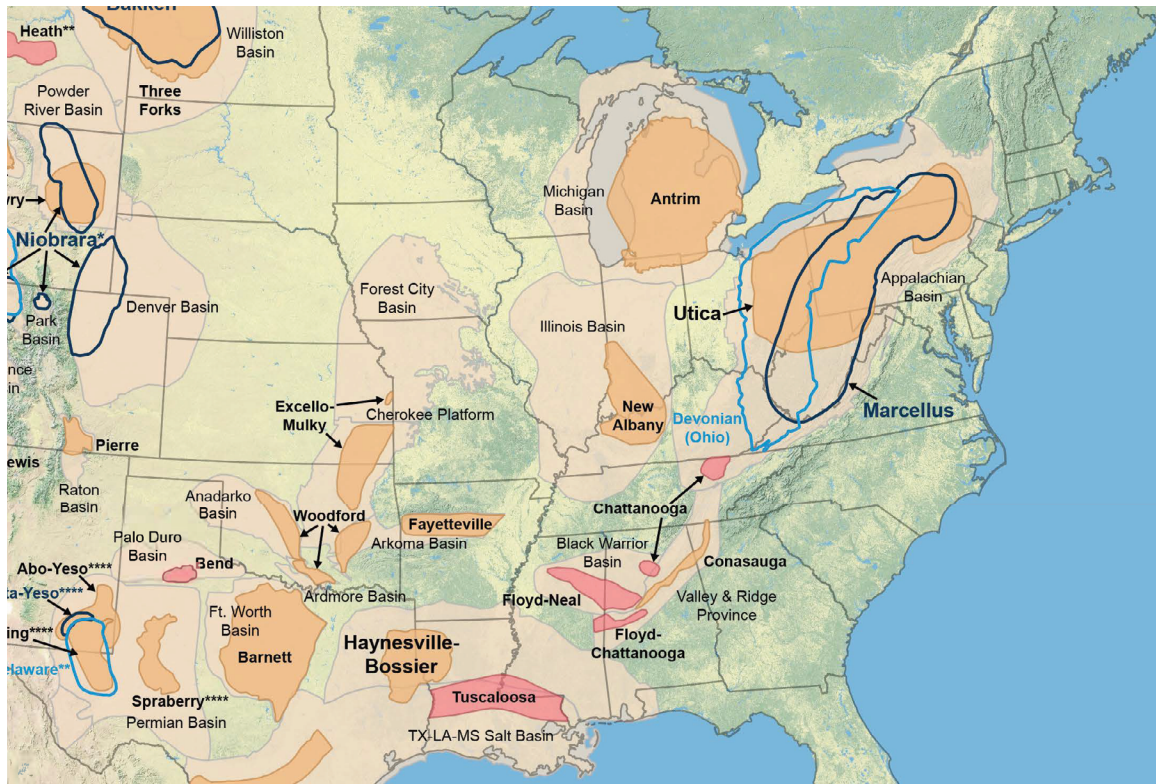 Bakken
Heath**
Williston
Basin
Powder
River Basin
Three
Forks
Michigan
Basin
Antrim
Niobrara*
Park
Basin
Denver Basin
Forest City
Basin
Illinois Basin
Utica
Appalachian
Basin
Excello-
Mulky
Cherokee Platform
New
Albany
Devonian
(Ohio)
Marcellus
Pierre
Raton
Basin
Anadarko
Basin
Woodford
Fayetteville
Arkoma Basin
Chattanooga
Palo Duro
Basin
Bend
Black Warrior
Basin
Conasauga
Abo-Yeso****
ta-Yeso****
Ardmore Basin
Floyd-Neal
Valley & Ridge
Province
Ft. Worth
Basin
ing****
Barnett
Haynesville-
Bossier
Floyd-
Chattanooga
elaware**
Spraberry****
Permian Basin
Tuscaloosa
TX-LA-MS Salt Basin